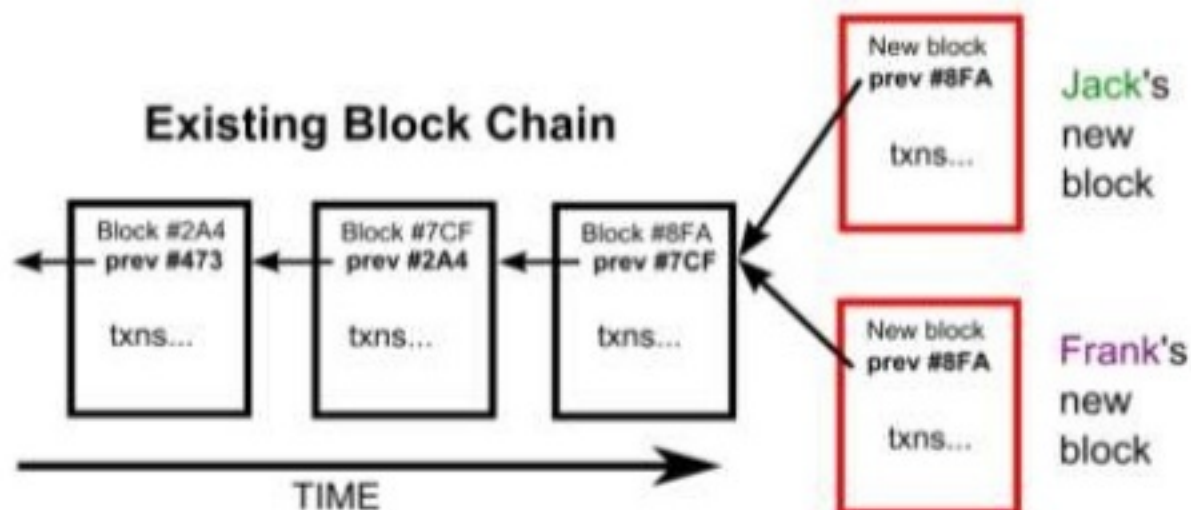 Existing Block Chain
Block #2A4
prev #473
txns...
Block #7CF
prev #2A4
txns...
Block #8FA
prev #7CF
txns...
TIME
New block
prev #8FA
txns...
Jack's
new
block
New block
prev #8FA
txns...
Frank's
new
block